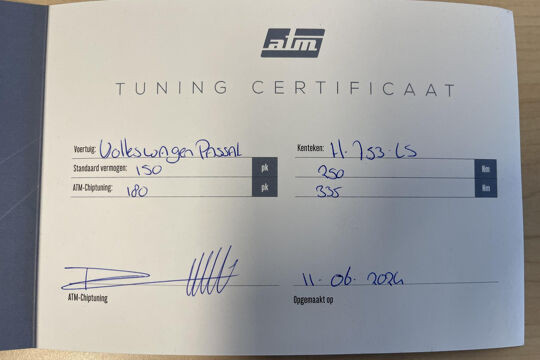 atm
TUNING CERTIFICAAT
Voertuig: Volkswagen Passat Kenteken: H-753-LS
Standaard vermogen: 150 pk 250 Nm
ATM-Chiptuning: 180 pk 335 Nm
11-06-2024
ATM-Chiptuning Opgemaakt op